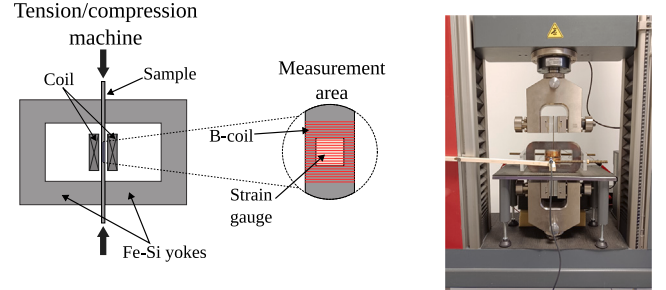 Tension/compression
machine
Coil
Sample
Measurement
area
B-coil
Strain
gauge
Fe-Si yokes